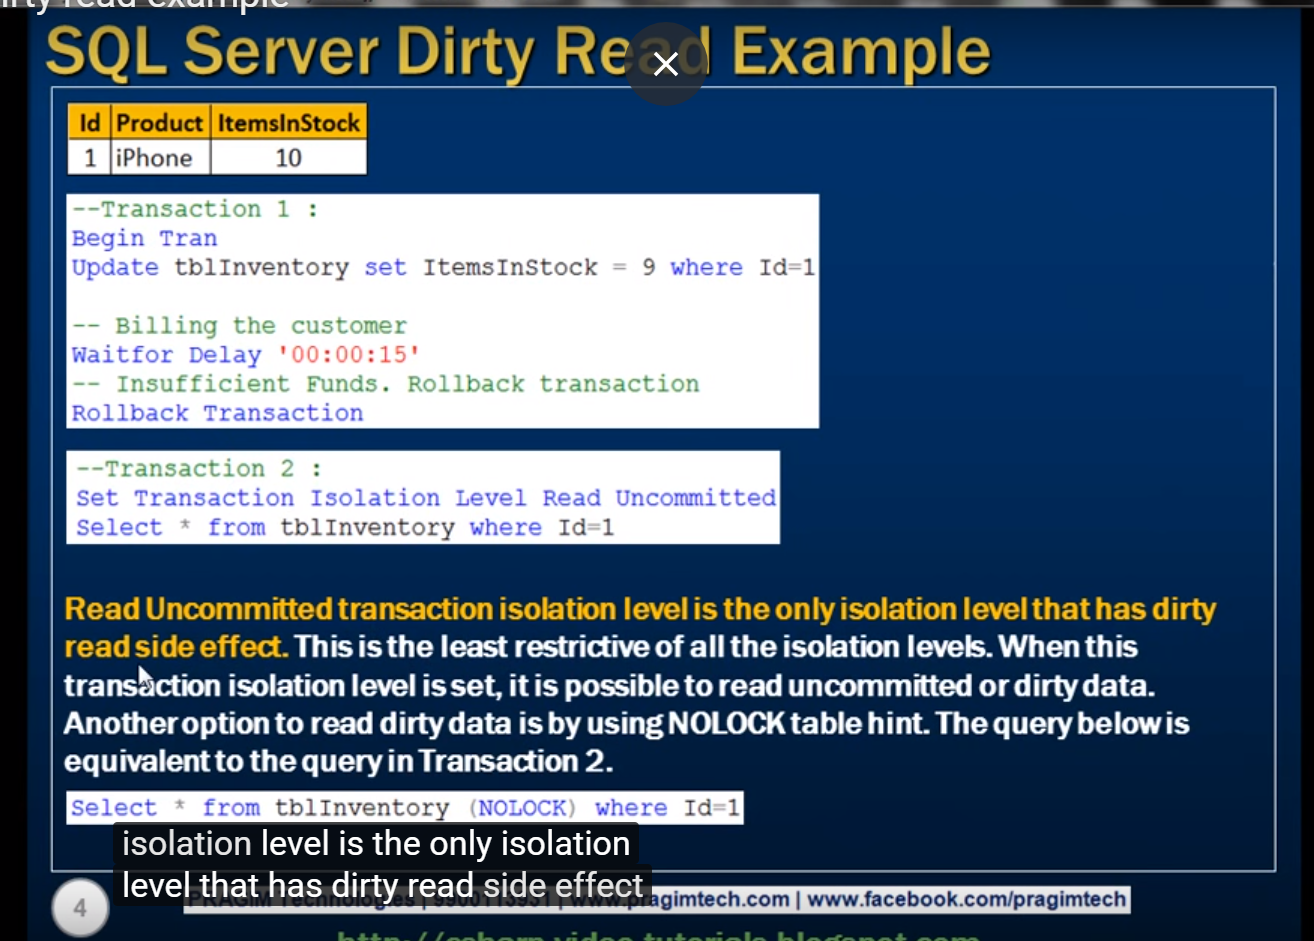 dirty read example
SQL Server Dirty Read Example
Id Product ItemsInStock
1 iPhone 10
--Transaction 1 :
Begin Tran
Update tblInventory set ItemsInStock = 9 where Id=1
-- Billing the customer
Waitfor Delay '00:00:15'
-- Insufficient Funds. Rollback transaction
Rollback Transaction
--Transaction 2 :
Set Transaction Isolation Level Read Uncommitted
Select * from tblInventory where Id=1
Read Uncommitted transaction isolation level is the only isolation level that has dirty
read side effect. This is the least restrictive of all the isolation levels. When this
transaction isolation level is set, it is possible to read uncommitted or dirty data.
Another option to read dirty data is by using NOLOCK table hint. The query below is
equivalent to the query in Transaction 2.
Select * from tblInventory (NOLOCK) where Id=1
isolation level is the only isolation
level that has dirty read side effect
4
PRAGIM Technologies | 9900113931 | www.pragimtech.com | www.facebook.com/pragimtech